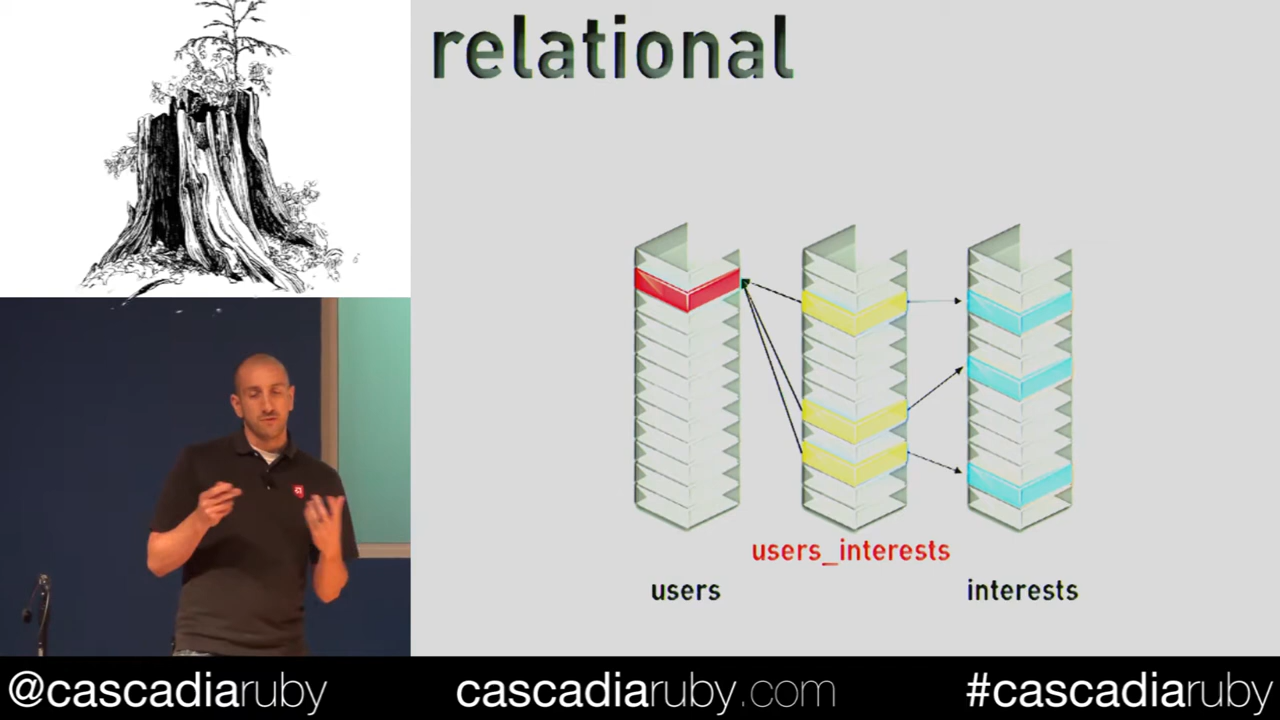 relational
users_interests
users
interests
@cascadiaruby
cascadiaruby.com
#cascadiaruby